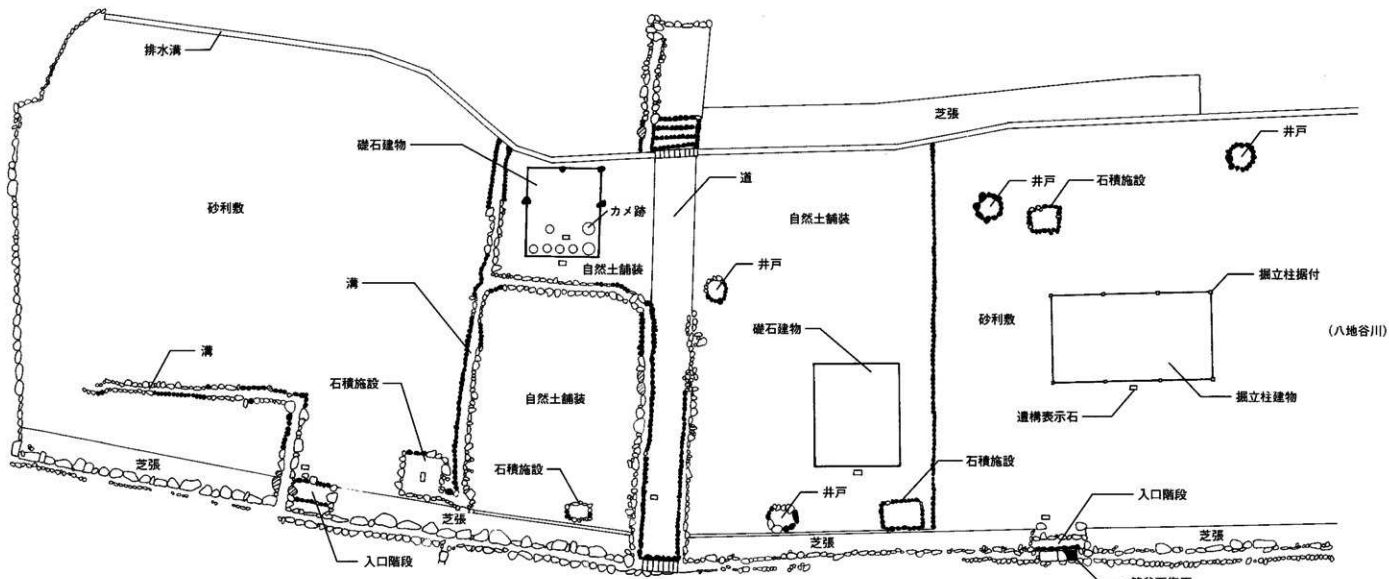 排水溝
芝張
井戸
礎石建物
道
井戸
石積施設
砂利敷
カメ跡
自然土舗装
自然土舗装
井戸
掘立柱据付
溝
礎石建物
砂利敷
(八地谷川)
溝
石積施設
自然土舗装
遺構表示石
掘立柱建物
芝張
石積施設
石積施設
井戸
入口階段
芝張
入口階段
芝張
芝張